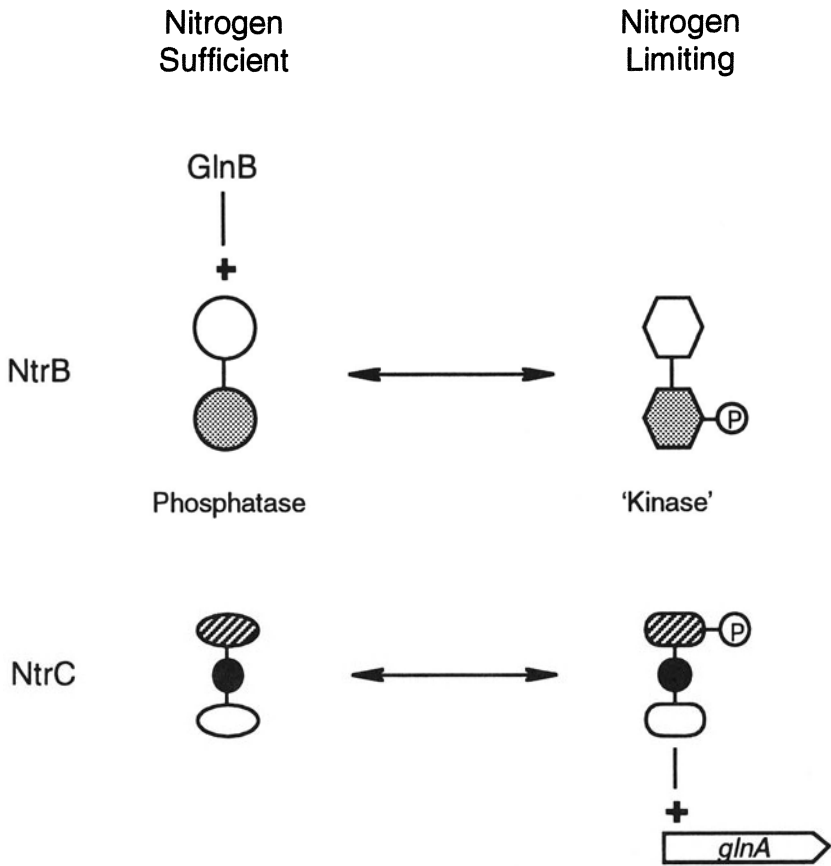 Nitrogen
Sufficient
Nitrogen
Limiting
GlnB
+
NtrB
P
Phosphatase
‘Kinase’
P
NtrC
+
glnA